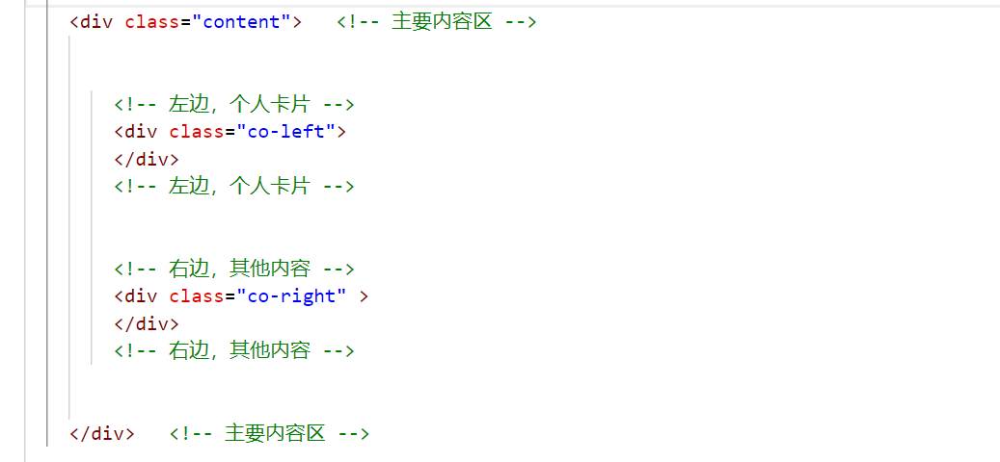 <div class="content">   <!-- 主要内容区 -->
<!-- 左边，个人卡片 -->
<div class="co-left">
</div>
<!-- 左边，个人卡片 -->
<!-- 右边，其他内容 -->
<div class="co-right" >
</div>
<!-- 右边，其他内容 -->
</div>   <!-- 主要内容区 -->